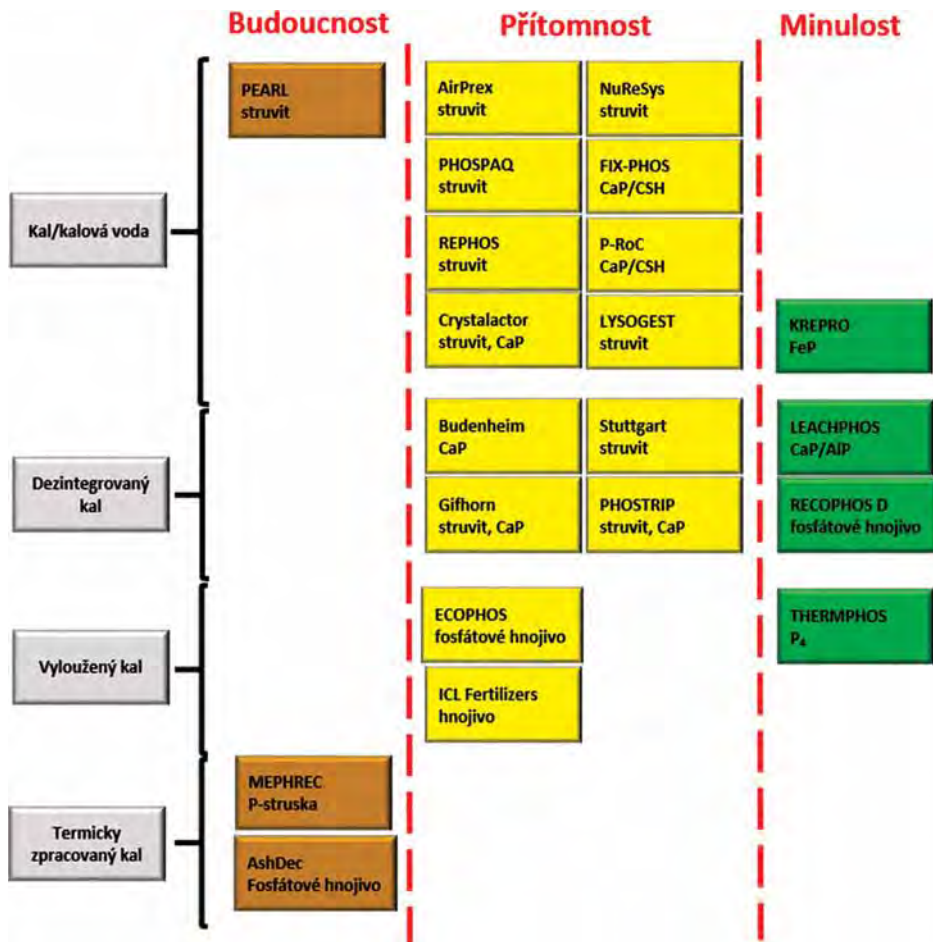 Budoucnost
Přítomnost
Minulost
Kal/kalová voda
PEARL
struvit
AirPrex
struvit
NuReSys
struvit
PHOSPAQ
struvit
FIX-PHOS
CaP/CSH
REPHOS
struvit
P-RoC
CaP/CSH
Crystalactor
struvit, CaP
LYSOGEST
struvit
KREPRO
FeP
Dezintegrovaný
kal
Budenheim
CaP
Stuttgart
struvit
LEACHPHOS
CaP/AlP
Gifhorn
struvit, CaP
PHOSTRIP
struvit, CaP
RECOPHOS D
fosfátové hnojivo
Vyloužený kal
ECOPHOS
fosfátové hnojivo
THERMPHOS
P₄
ICL Fertilizers
hnojivo
Termicky
zpracovaný kal
MEPHREC
P-struska
AshDec
Fosfátové hnojivo